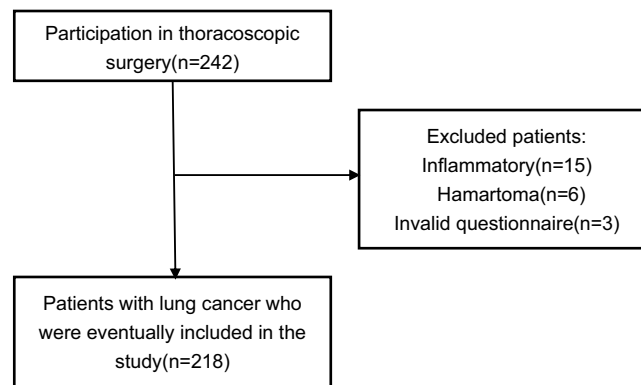 Participation in thoracoscopic
surgery(n=242)
Excluded patients:
Inflammatory(n=15)
Hamartoma(n=6)
Invalid questionnaire(n=3)
Patients with lung cancer who
were eventually included in the
study(n=218)